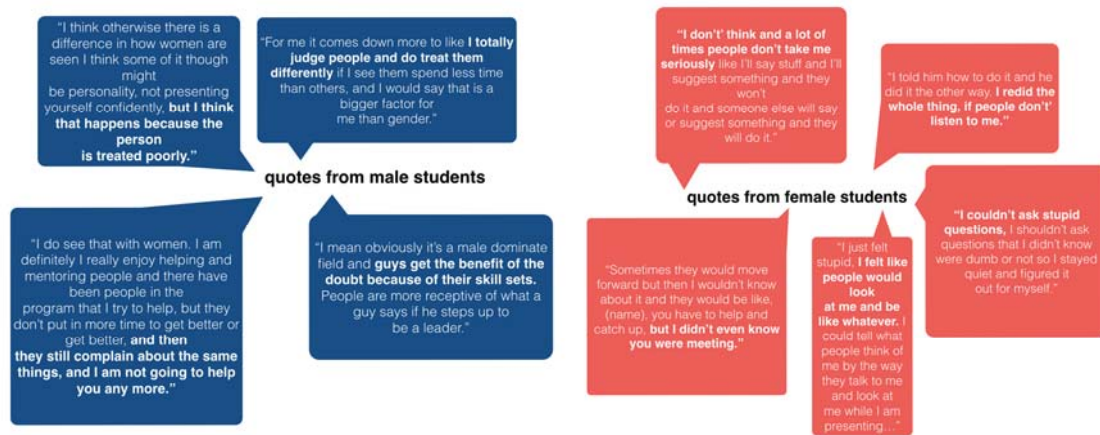 “I think otherwise there is a
difference in how women are
seen I think some of it though
might
be personality, not presenting
yourself confidently, but I think
that happens because the
person
is treated poorly.”
“For me it comes down more to like I totally
judge people and do treat them
differently if I see them spend less time
than others, and I would say that is a
bigger factor for
me than gender.”
quotes from male students
“I do see that with women. I am
definitely I really enjoy helping and
mentoring people and there have
been people in the
program that I try to help, but they
don’t put in more time to get better or
get better, and then
they still complain about the same
things, and I am not going to help
you any more.”
“I mean obviously it’s a male dominate
field and guys get the benefit of the
doubt because of their skill sets.
People are more receptive of what a
guy says if he steps up to
be a leader.”
“I don’t’ think and a lot of
times people don’t take me
seriously like I’ll say stuff and I’ll
suggest something and they
won’t
do it and someone else will say
or suggest something and they
will do it.”
“I told him how to do it and he
did it the other way. I redid the
whole thing, if people don’t’
listen to me.”
quotes from female students
“Sometimes they would move
forward but then I wouldn’t know
about it and they would be like,
(name), you have to help and
catch up, but I didn’t even know
you were meeting.”
“I just felt
stupid, I felt like
people would
look
at me and be
like whatever. I
could tell what
people think of
me by the way
they talk to me
and look at
me while I am
presenting…”
“I couldn’t ask stupid
questions, I shouldn’t ask
questions that I didn’t know
were dumb or not so I stayed
quiet and figured it
out for myself.”